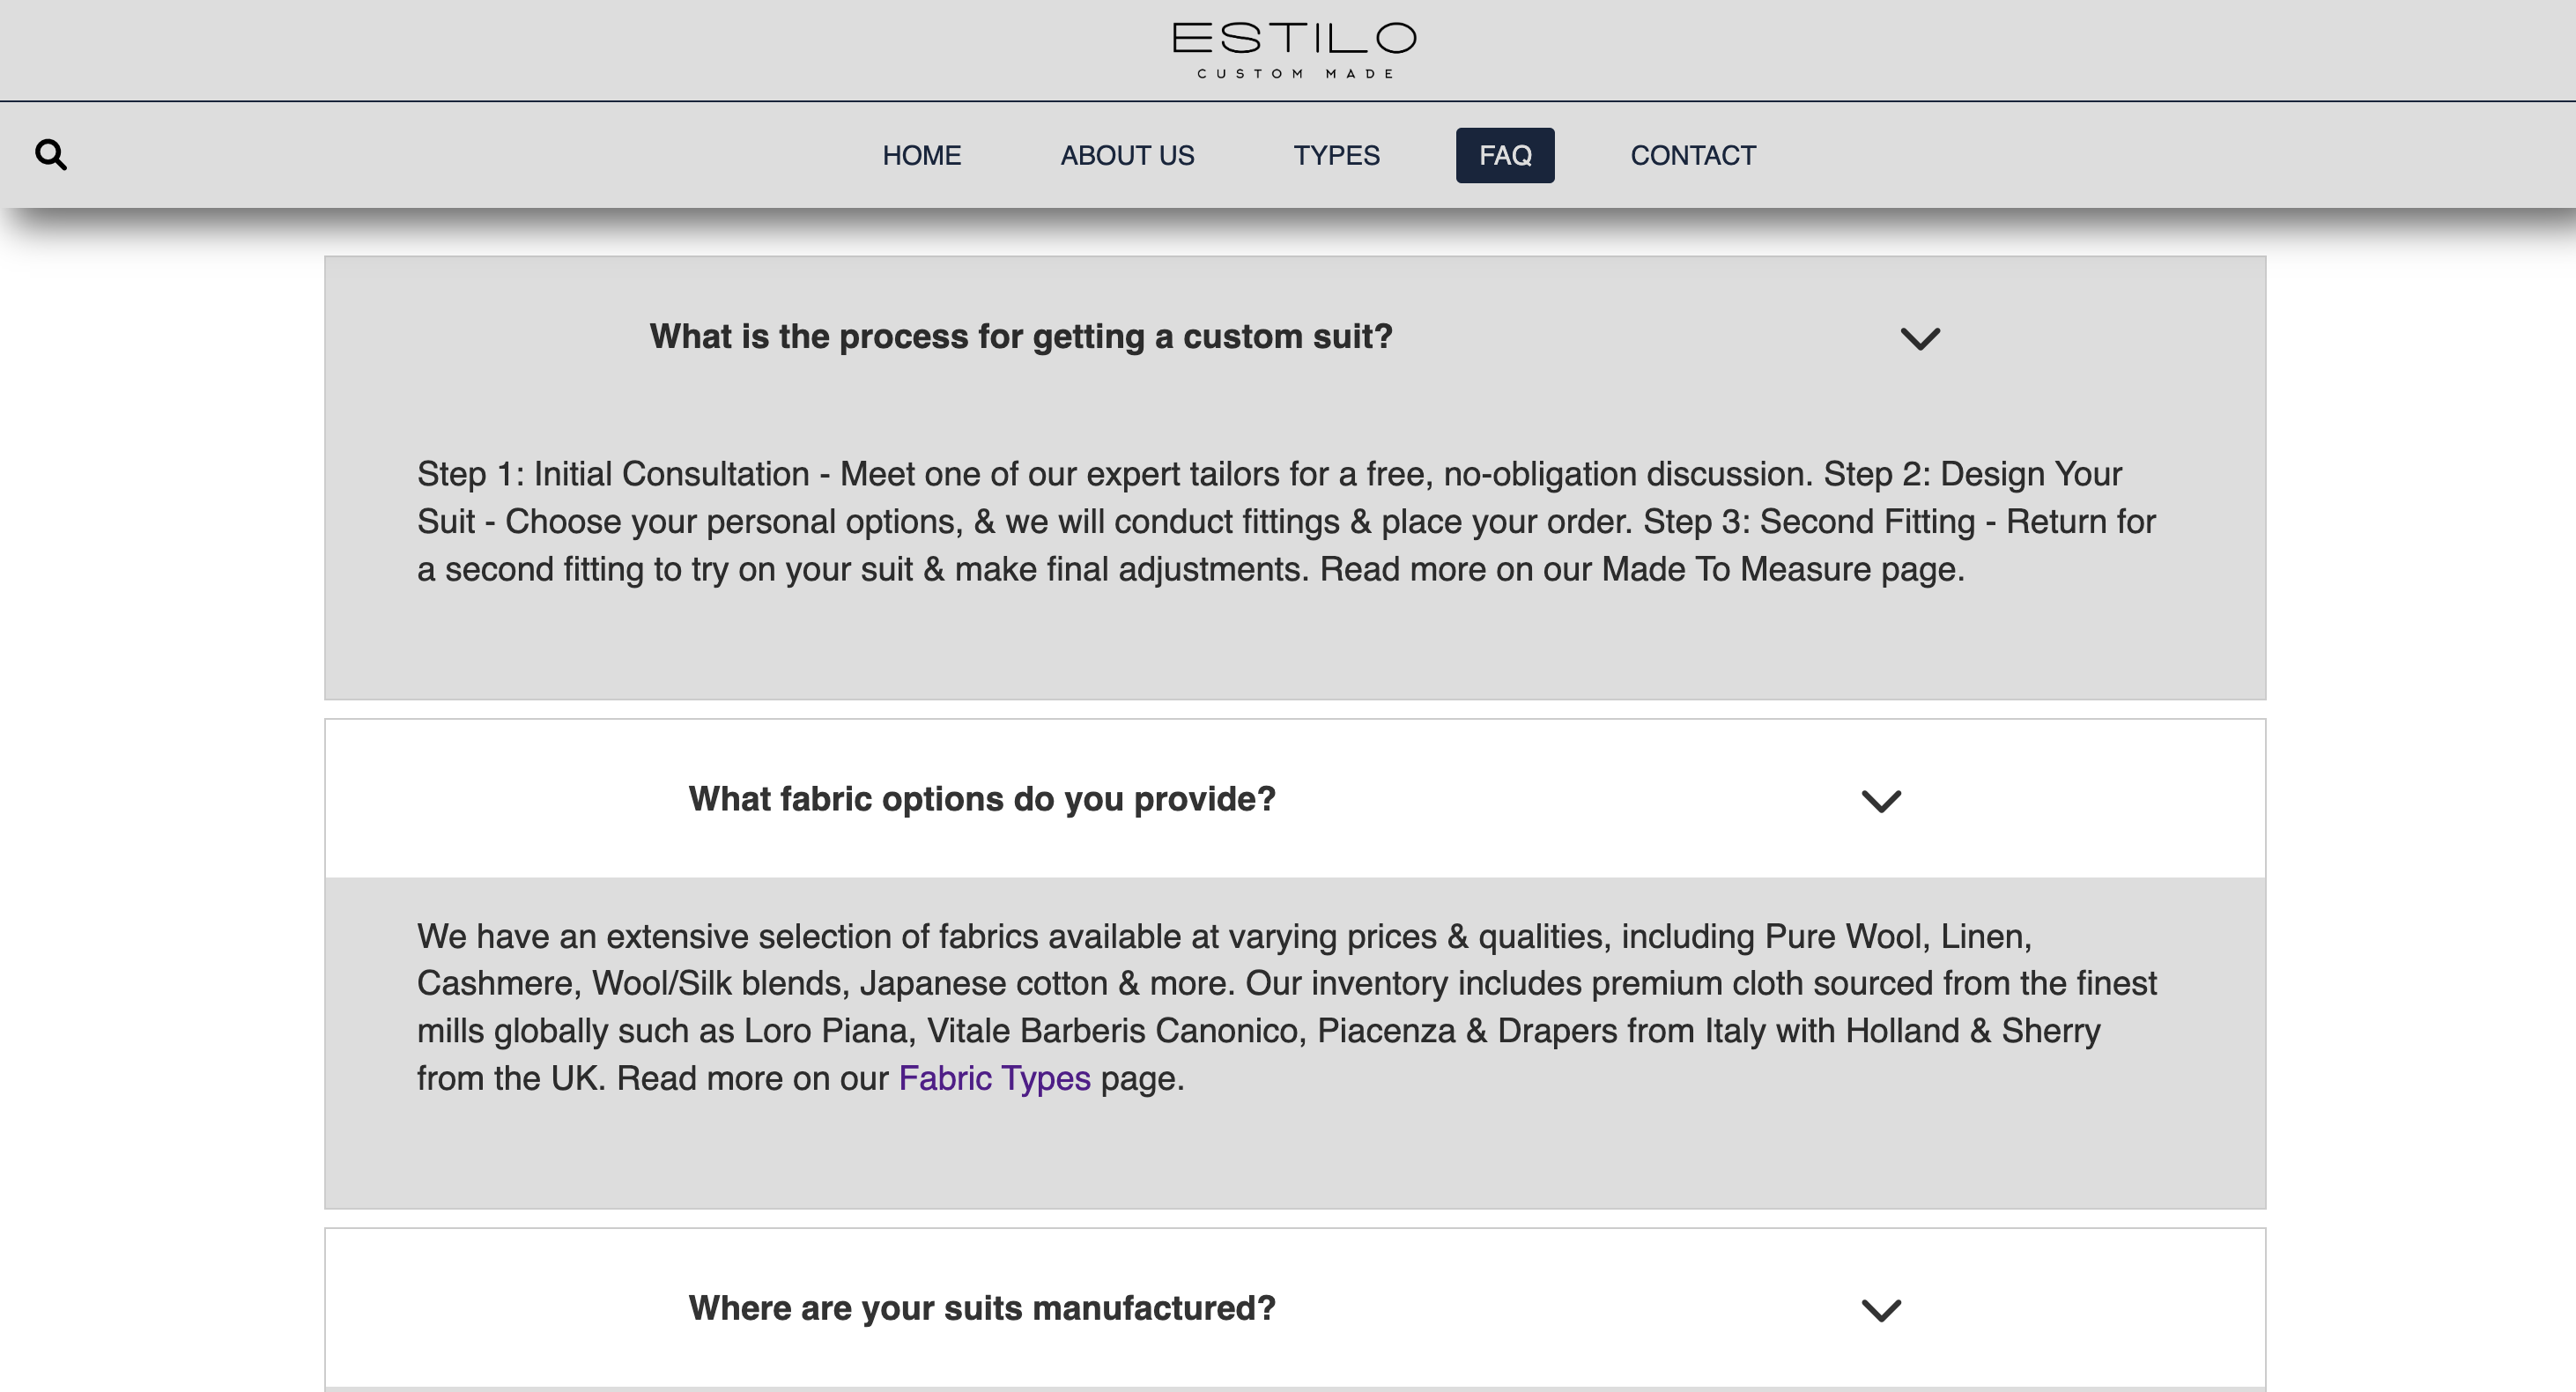 ESTILO
CUSTOM MADE
HOME ABOUT US TYPES FAQ CONTACT
What is the process for getting a custom suit?
Step 1: Initial Consultation - Meet one of our expert tailors for a free, no-obligation discussion. Step 2: Design Your
Suit - Choose your personal options, & we will conduct fittings & place your order. Step 3: Second Fitting - Return for
a second fitting to try on your suit & make final adjustments. Read more on our Made To Measure page.
What fabric options do you provide?
We have an extensive selection of fabrics available at varying prices & qualities, including Pure Wool, Linen,
Cashmere, Wool/Silk blends, Japanese cotton & more. Our inventory includes premium cloth sourced from the finest
mills globally such as Loro Piana, Vitale Barberis Canonico, Piacenza & Drapers from Italy with Holland & Sherry
from the UK. Read more on our Fabric Types page.
Where are your suits manufactured?